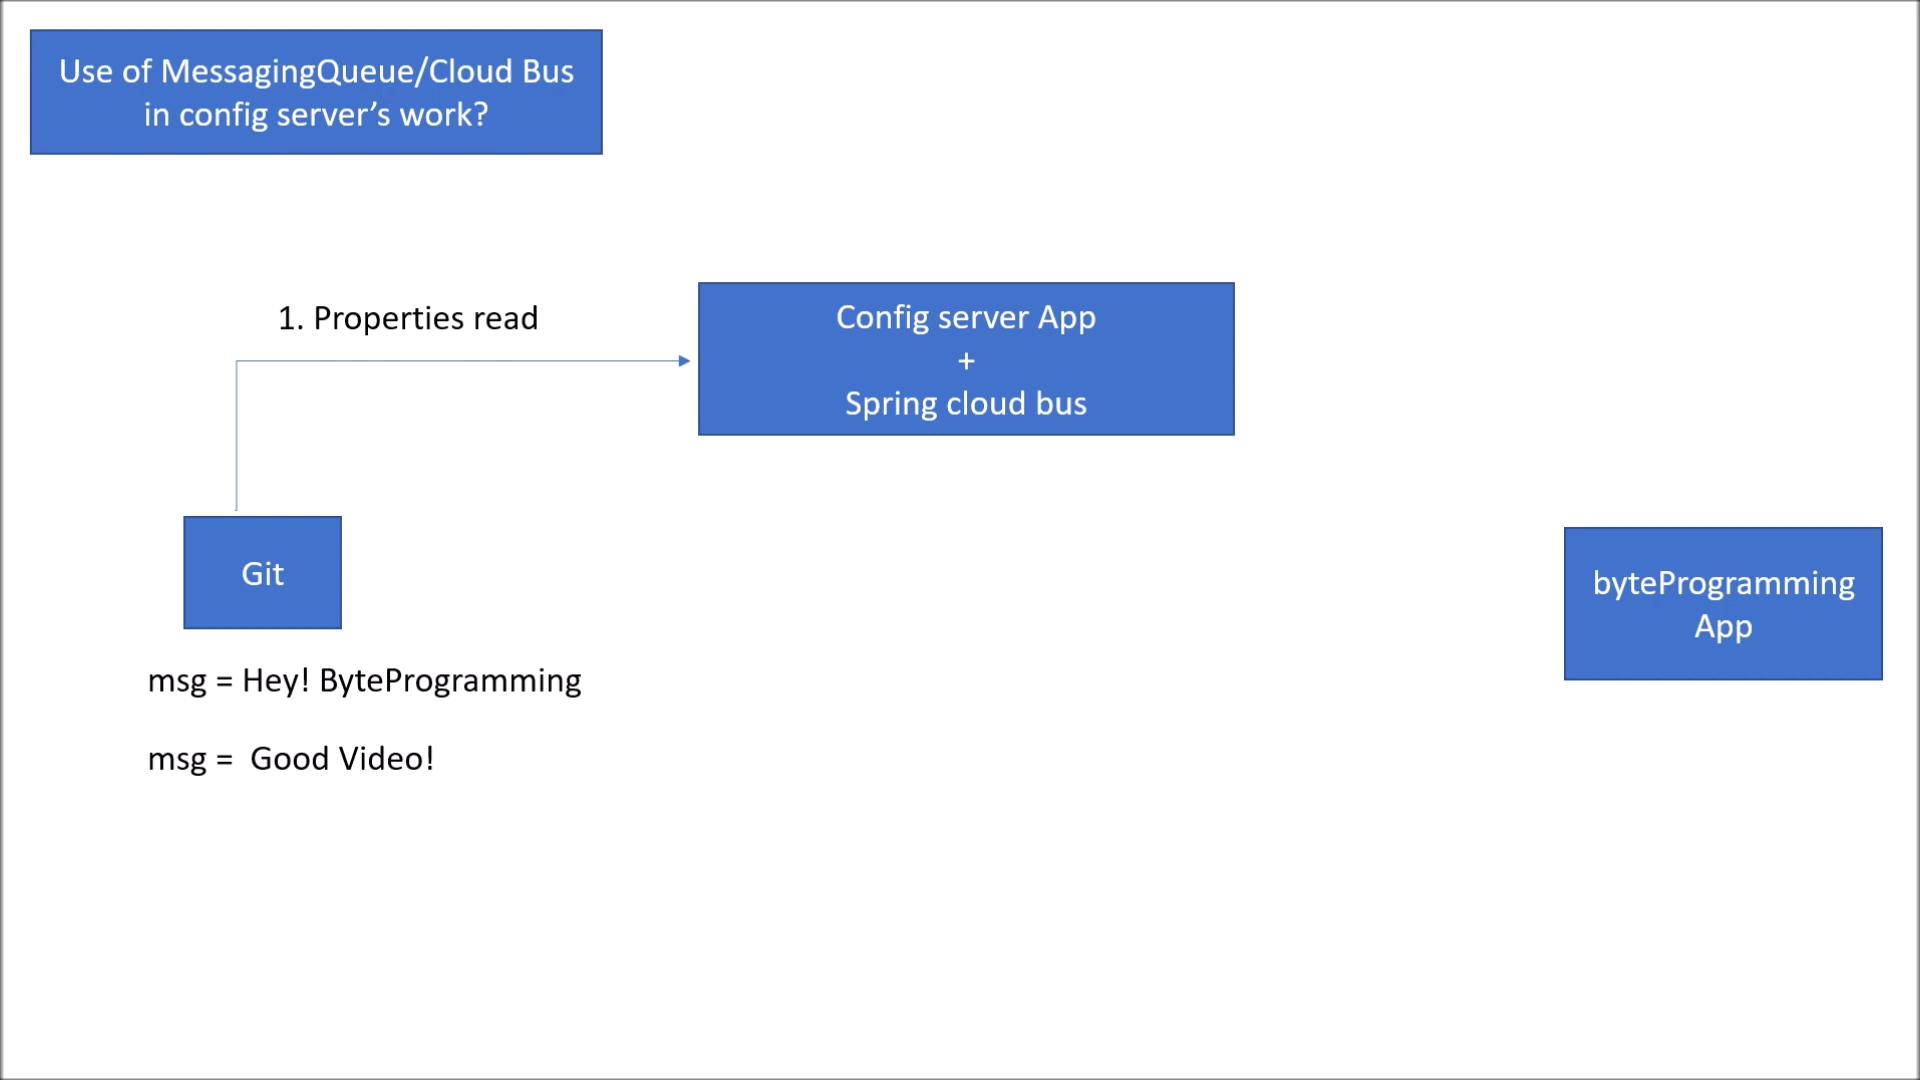 Use of MessagingQueue/Cloud Bus
in config server’s work?
1. Properties read
Config server App
+
Spring cloud bus
Git
byteProgramming
App
msg = Hey! ByteProgramming
msg =  Good Video!